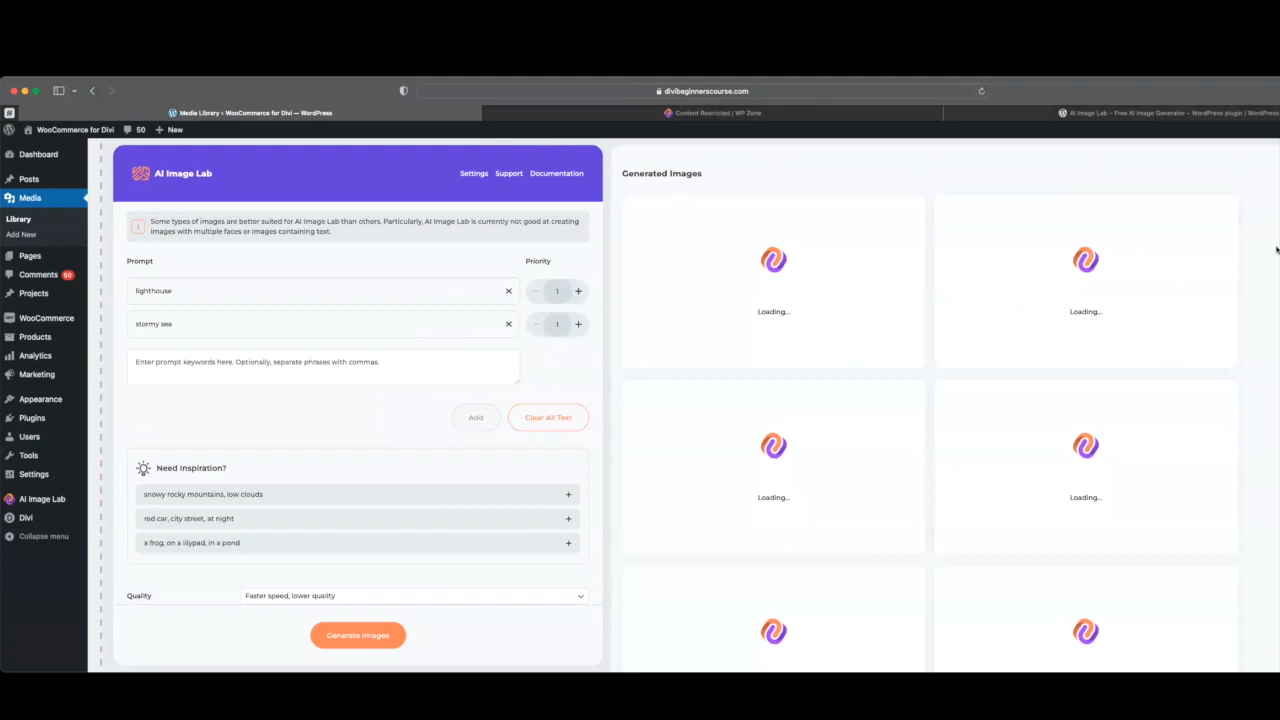 divibeginnerscourse.com
Media Library ‹ WooCommerce for Divi — WordPress
Content Restricted | WP Zone
AI Image Lab – Free AI Image Generator – WordPress plugin | WordPress
WooCommerce for Divi
50
New
Dashboard
Posts
Media
Library
Add New
Pages
Comments 50
Projects
WooCommerce
Products
Analytics
Marketing
Appearance
Plugins
Users
Tools
Settings
AI Image Lab
Divi
Collapse menu
AI Image Lab
Settings
Support
Documentation
Some types of images are better suited for AI Image Lab than others. Particularly, AI Image Lab is currently not good at creating
images with multiple faces or images containing text.
Prompt
Priority
lighthouse
1
stormy sea
1
Enter prompt keywords here. Optionally, separate phrases with commas.
Add
Clear All Text
Need Inspiration?
snowy rocky mountains, low clouds
red car, city street, at night
a frog, on a lilypad, in a pond
Quality
Faster speed, lower quality
Generate Images
Generated Images
Loading...
Loading...
Loading...
Loading...